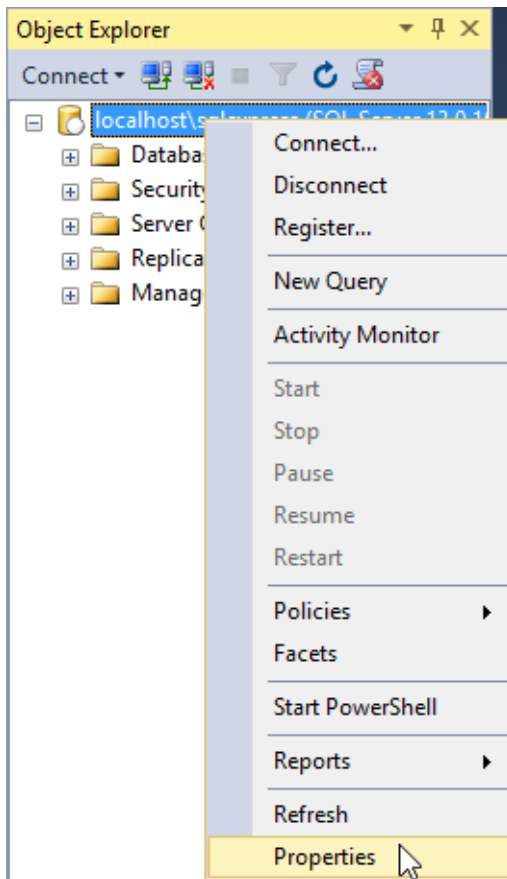 Object Explorer
Connect
localhost\sqlexpress (SQL Server 12.0.1
Databa
Security
Server
Replica
Manag
Connect...
Disconnect
Register...
New Query
Activity Monitor
Start
Stop
Pause
Resume
Restart
Policies
Facets
Start PowerShell
Reports
Refresh
Properties